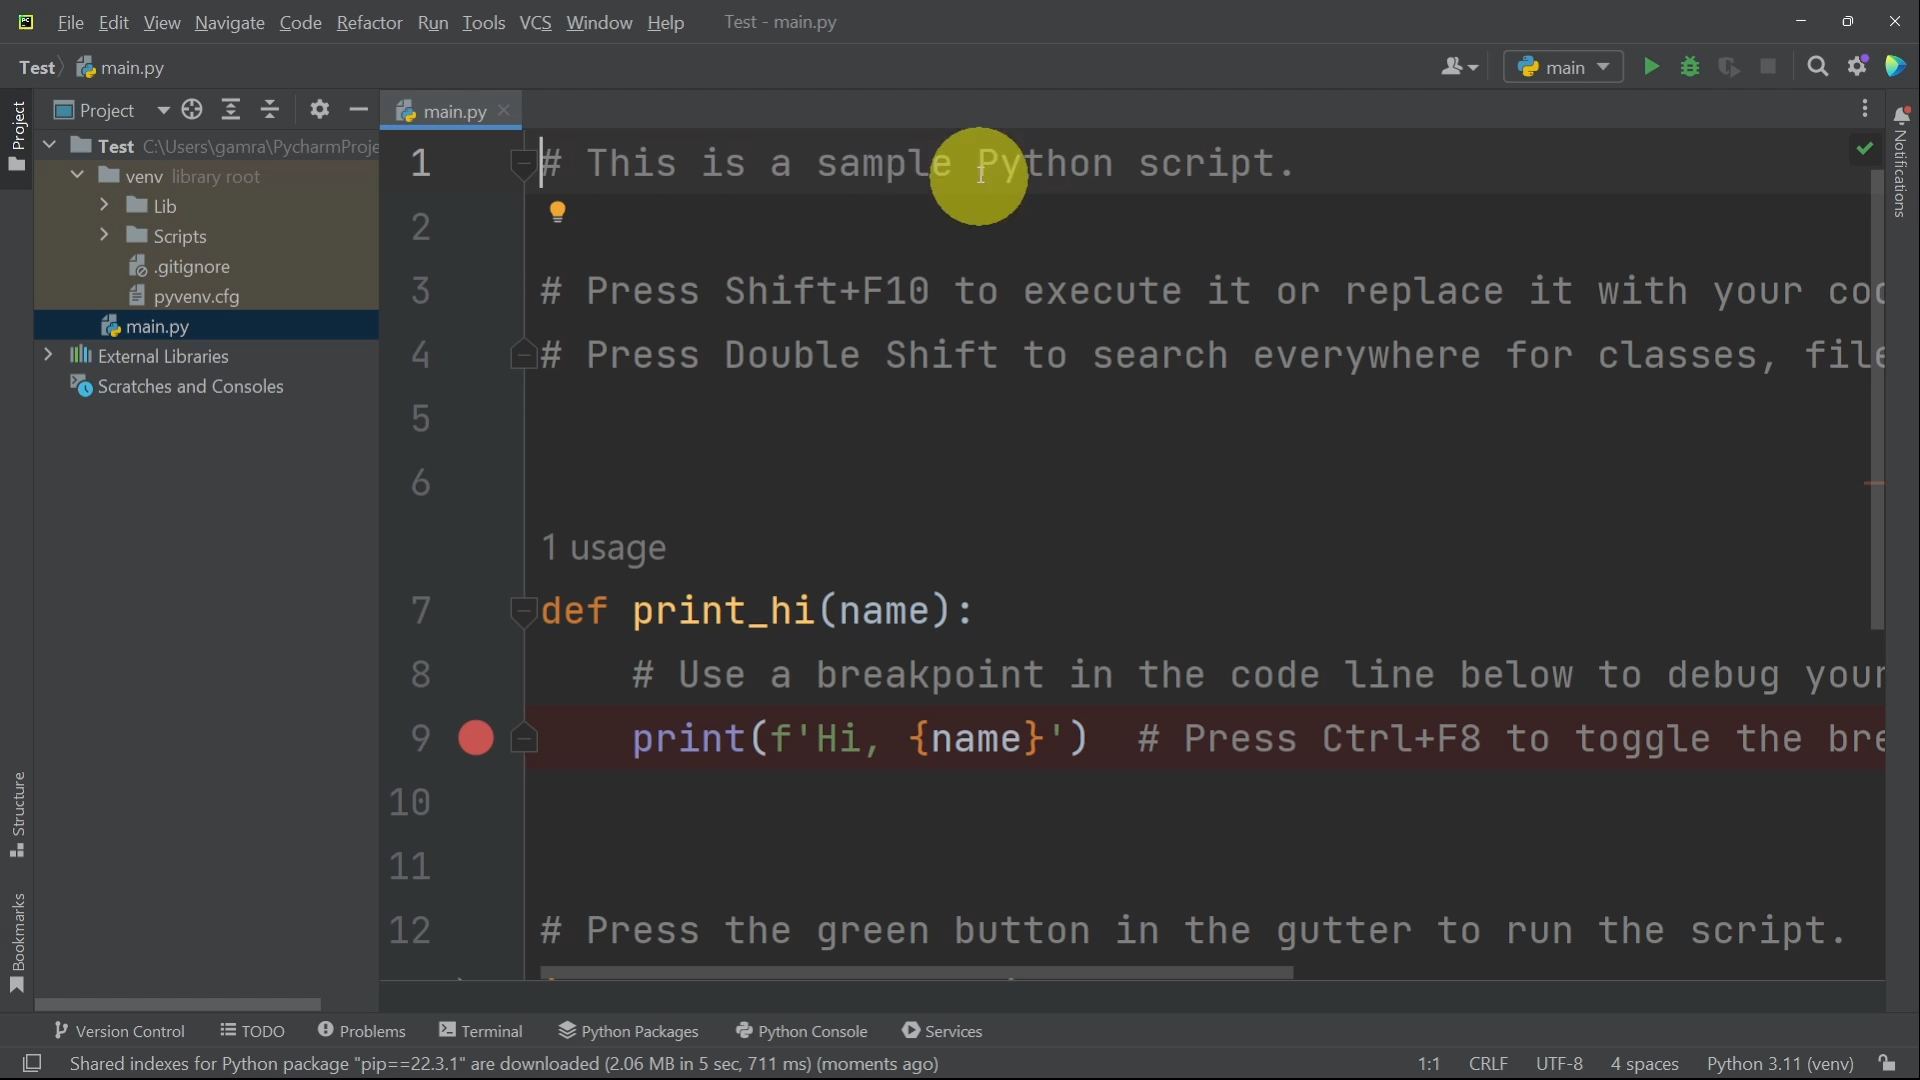 File Edit View Navigate Code Refactor Run Tools VCS Window Help Test - main.py
Test main.py main
Project main.py
Project
Test C:\Users\gamra\PycharmProje
venv library root
Lib
Scripts
.gitignore
pyvenv.cfg
main.py
External Libraries
Scratches and Consoles
Structure
Bookmarks
1 # This is a sample Python script.
2
3 # Press Shift+F10 to execute it or replace it with your co
4 # Press Double Shift to search everywhere for classes, file
5
6
1 usage
7 def print_hi(name):
8 # Use a breakpoint in the code line below to debug your
9 print(f'Hi, {name}') # Press Ctrl+F8 to toggle the bre
10
11
12 # Press the green button in the gutter to run the script.
Notifications
Version Control TODO Problems Terminal Python Packages Python Console Services
Shared indexes for Python package "pip==22.3.1" are downloaded (2.06 MB in 5 sec, 711 ms) (moments ago) 1:1 CRLF UTF-8 4 spaces Python 3.11 (venv)